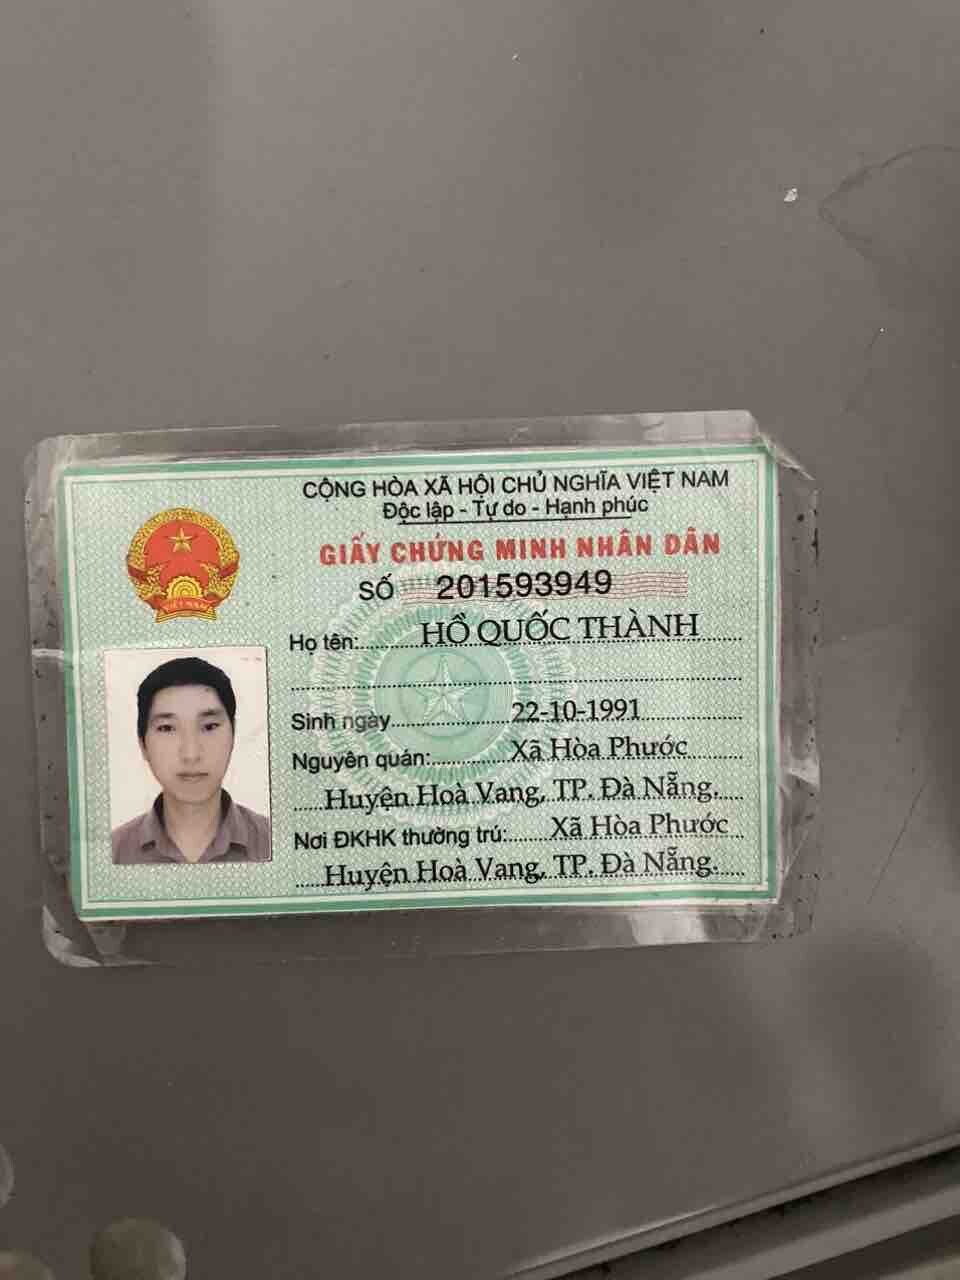 CỘNG HÒA XÃ HỘI CHỦ NGHĨA VIỆT NAM
Độc lập - Tự do - Hạnh phúc
GIẤY CHỨNG MINH NHÂN DÂN
SỐ 201593949
Họ tên: HỒ QUỐC THÀNH
Sinh ngày 22-10-1991
Nguyên quán: Xã Hòa Phước
Huyện Hoà Vang, TP. Đà Nẵng.
Nơi ĐKHK thường trú: Xã Hòa Phước
Huyện Hoà Vang, TP. Đà Nẵng.
VIỆT NAM